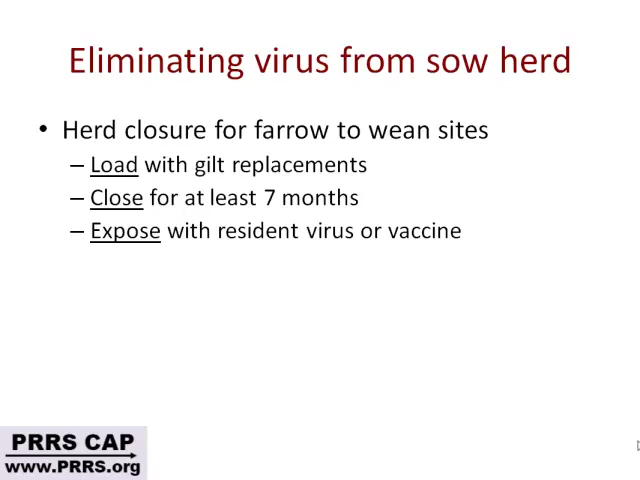 Eliminating virus from sow herd
• Herd closure for farrow to wean sites
– Load with gilt replacements
– Close for at least 7 months
– Expose with resident virus or vaccine
PRRS CAP
www.PRRS.org